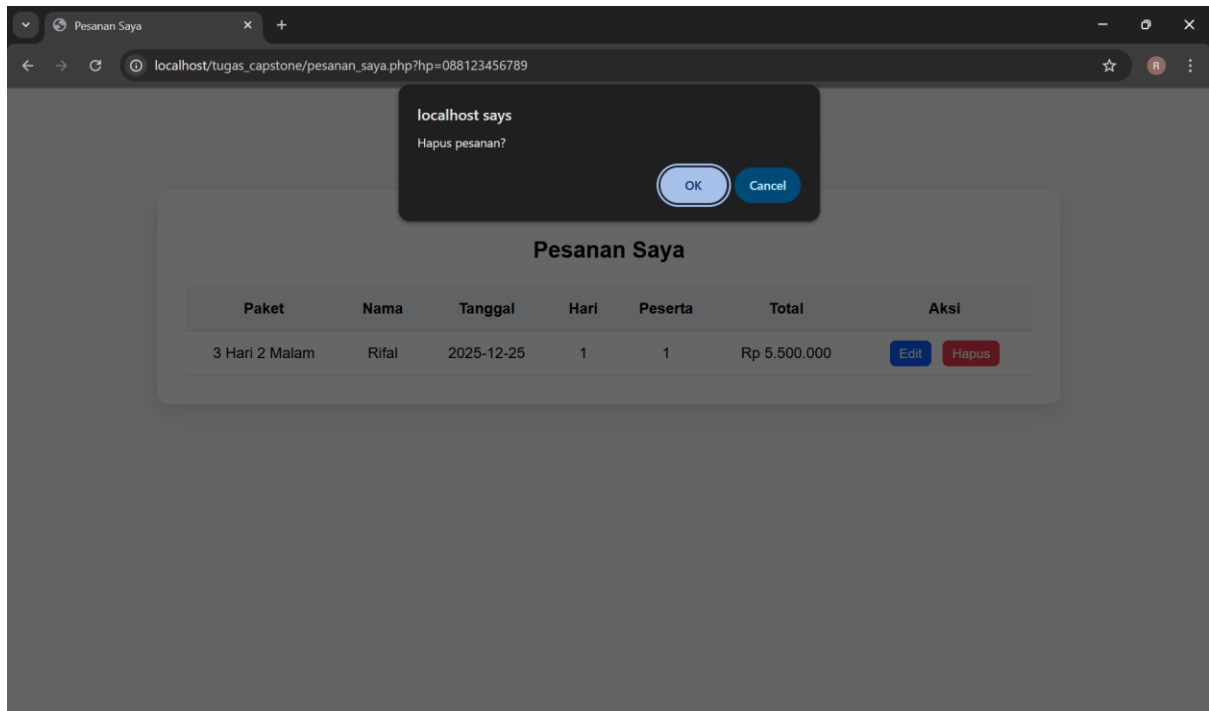 Pesanan Saya
localhost/tugas_capstone/pesanan_saya.php?hp=088123456789
R
localhost says
Hapus pesanan?
OK Cancel
Pesanan Saya
Paket Nama Tanggal Hari Peserta Total Aksi
3 Hari 2 Malam Rifal 2025-12-25 1 1 Rp 5.500.000 Edit Hapus